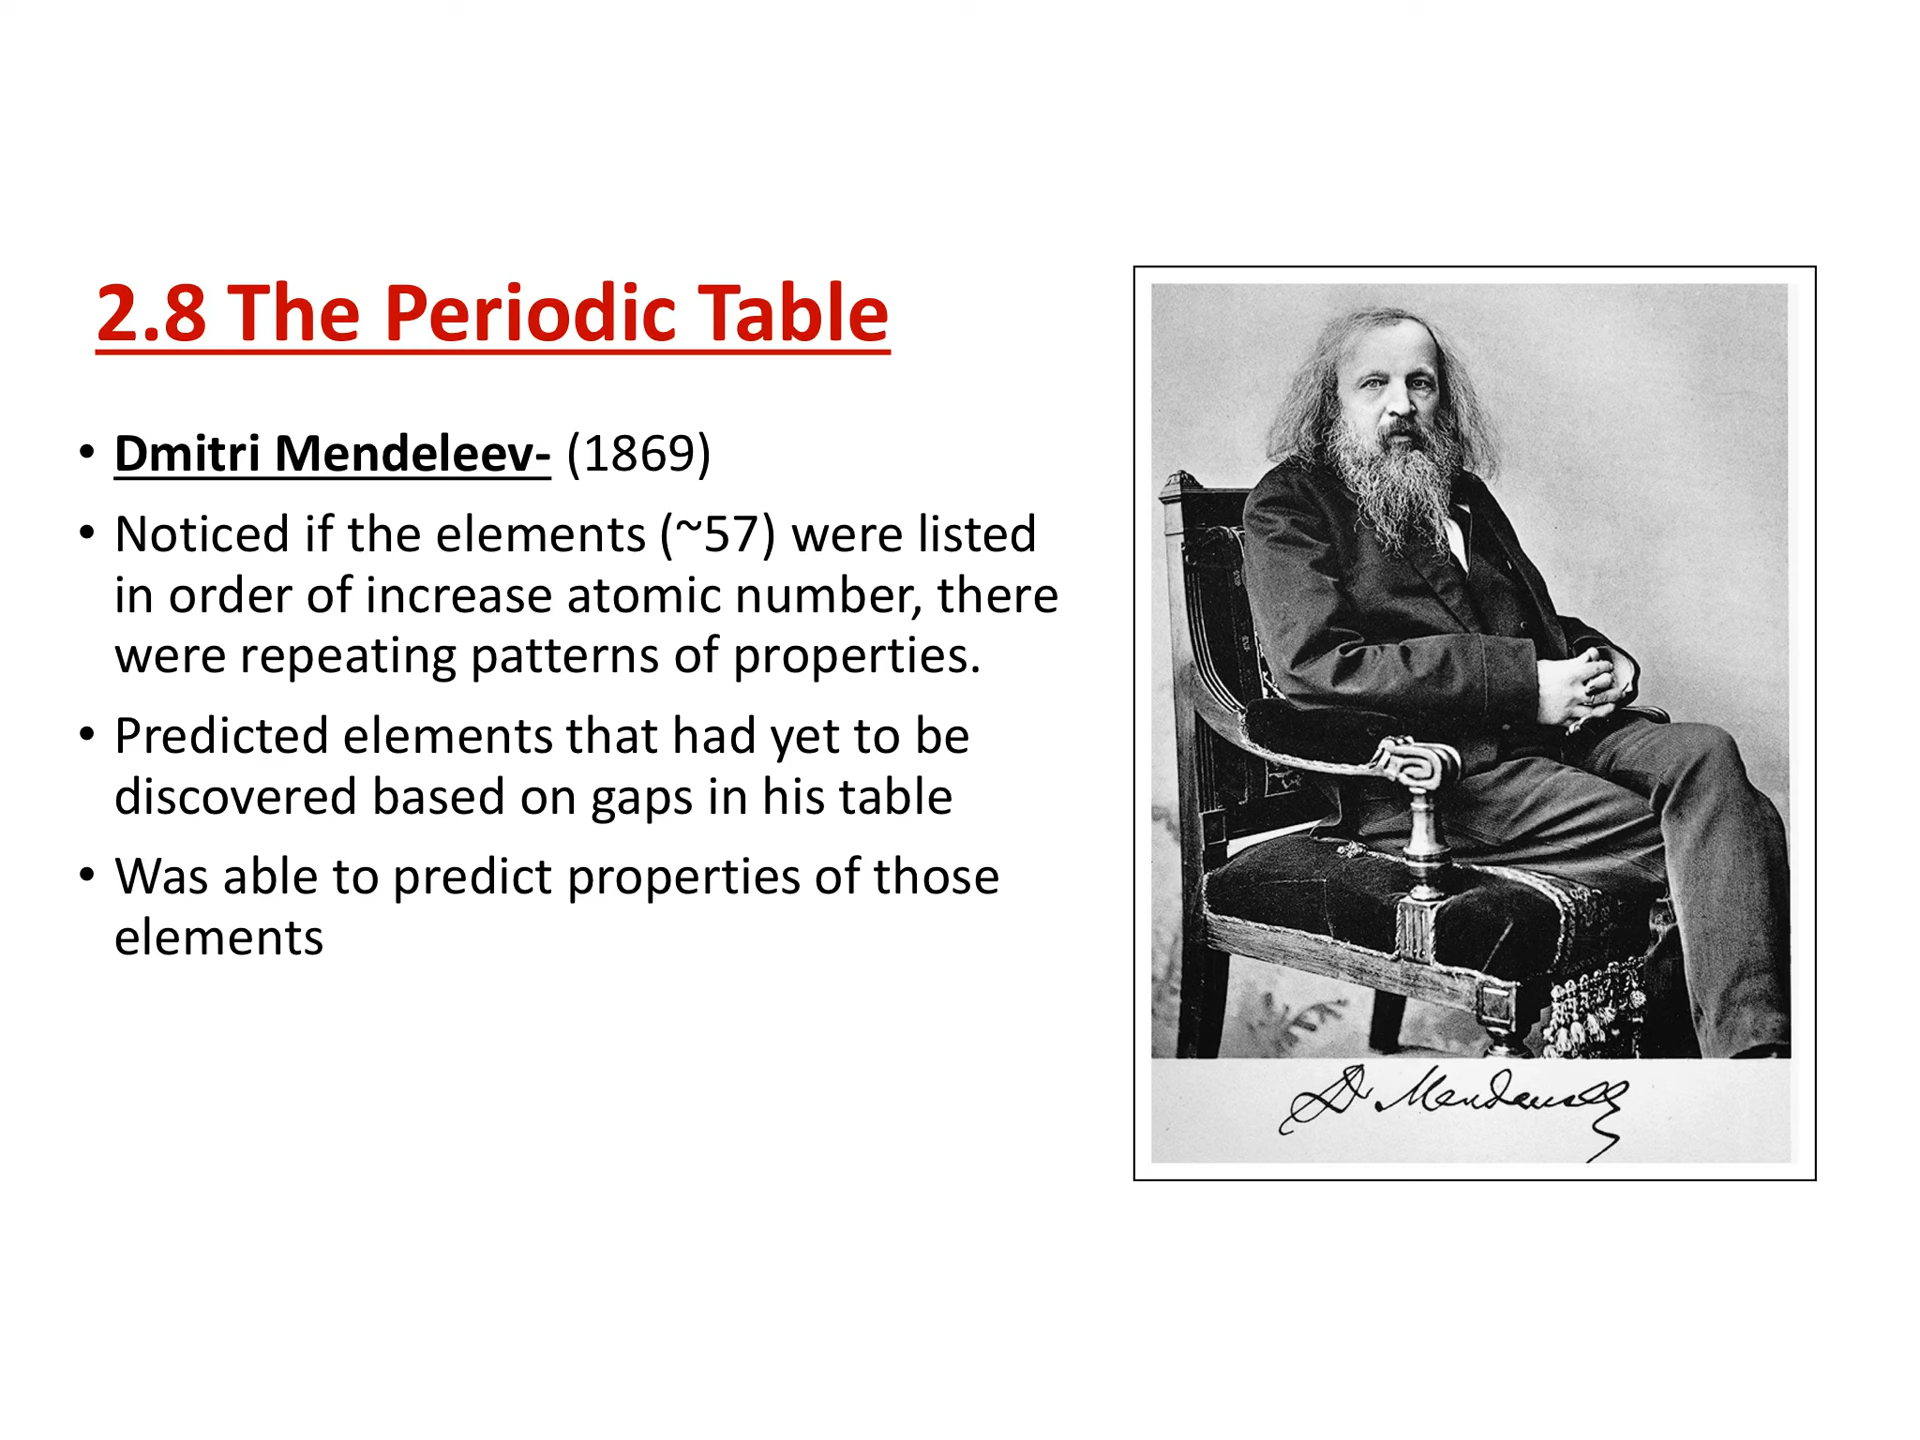 2.8 The Periodic Table
• Dmitri Mendeleev- (1869)
• Noticed if the elements (~57) were listed
in order of increase atomic number, there
were repeating patterns of properties.
• Predicted elements that had yet to be
discovered based on gaps in his table
• Was able to predict properties of those
elements